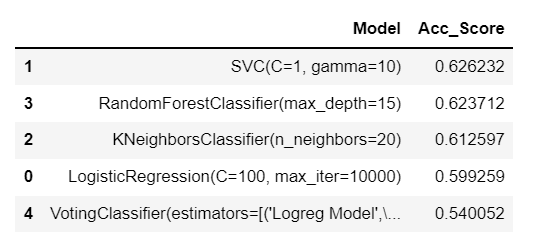 Model Acc_Score
1 SVC(C=1, gamma=10) 0.626232
3 RandomForestClassifier(max_depth=15) 0.623712
2 KNeighborsClassifier(n_neighbors=20) 0.612597
0 LogisticRegression(C=100, max_iter=10000) 0.599259
4 VotingClassifier(estimators=[('Logreg Model',\... 0.540052